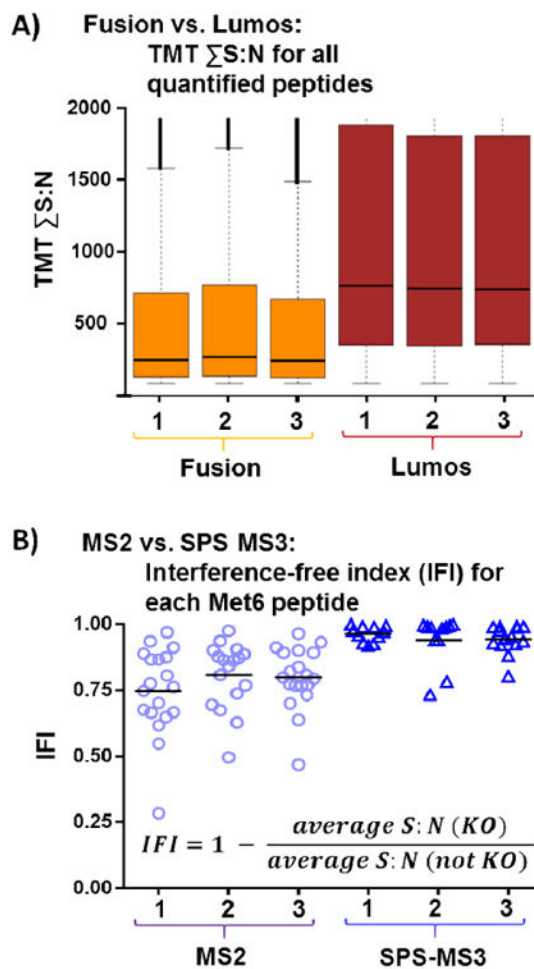 A) Fusion vs. Lumos:
TMT ∑S:N for all
quantified peptides
TMT ∑S:N
2000
1500
1000
500
1 2 3 1 2 3
Fusion Lumos
B) MS2 vs. SPS MS3:
Interference-free index (IFI) for
each Met6 peptide
IFI
1.00
0.75
0.50
0.25
0.00
IFI = 1 − average S:N (KO) / average S:N (not KO)
1 2 3 1 2 3
MS2 SPS-MS3